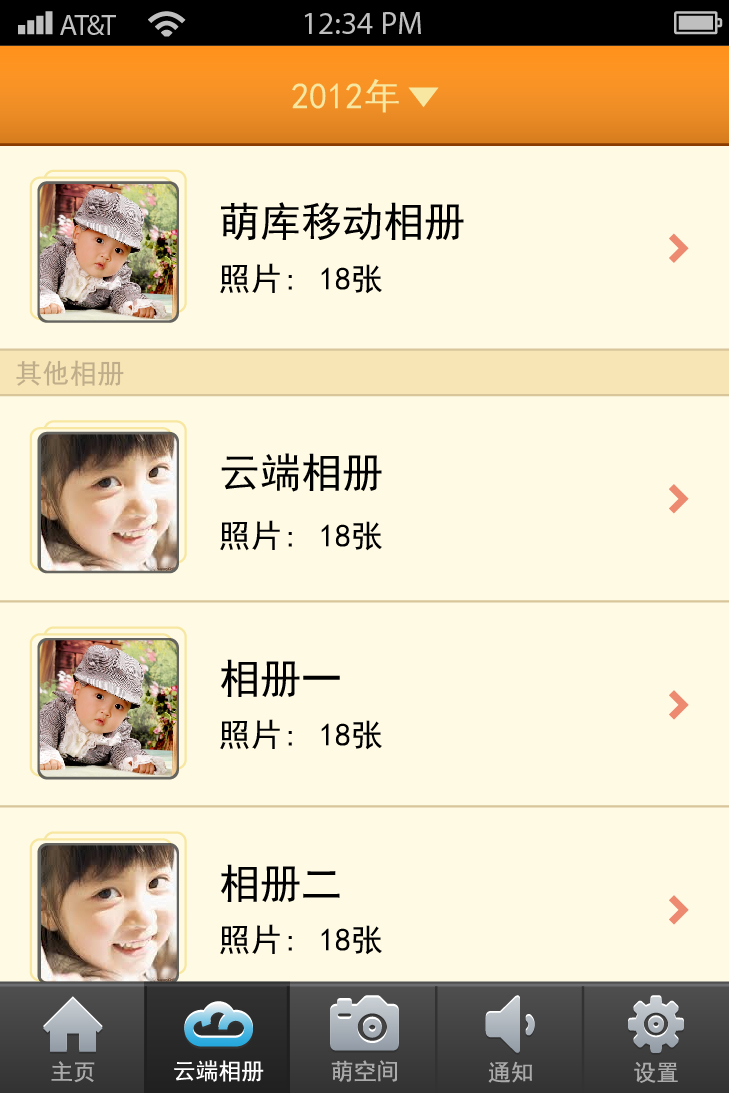 AT&T 12:34 PM
2012年
萌库移动相册
照片: 18张
其他相册
云端相册
照片: 18张
相册一
照片: 18张
相册二
照片: 18张
主页 云端相册 萌空间 通知 设置